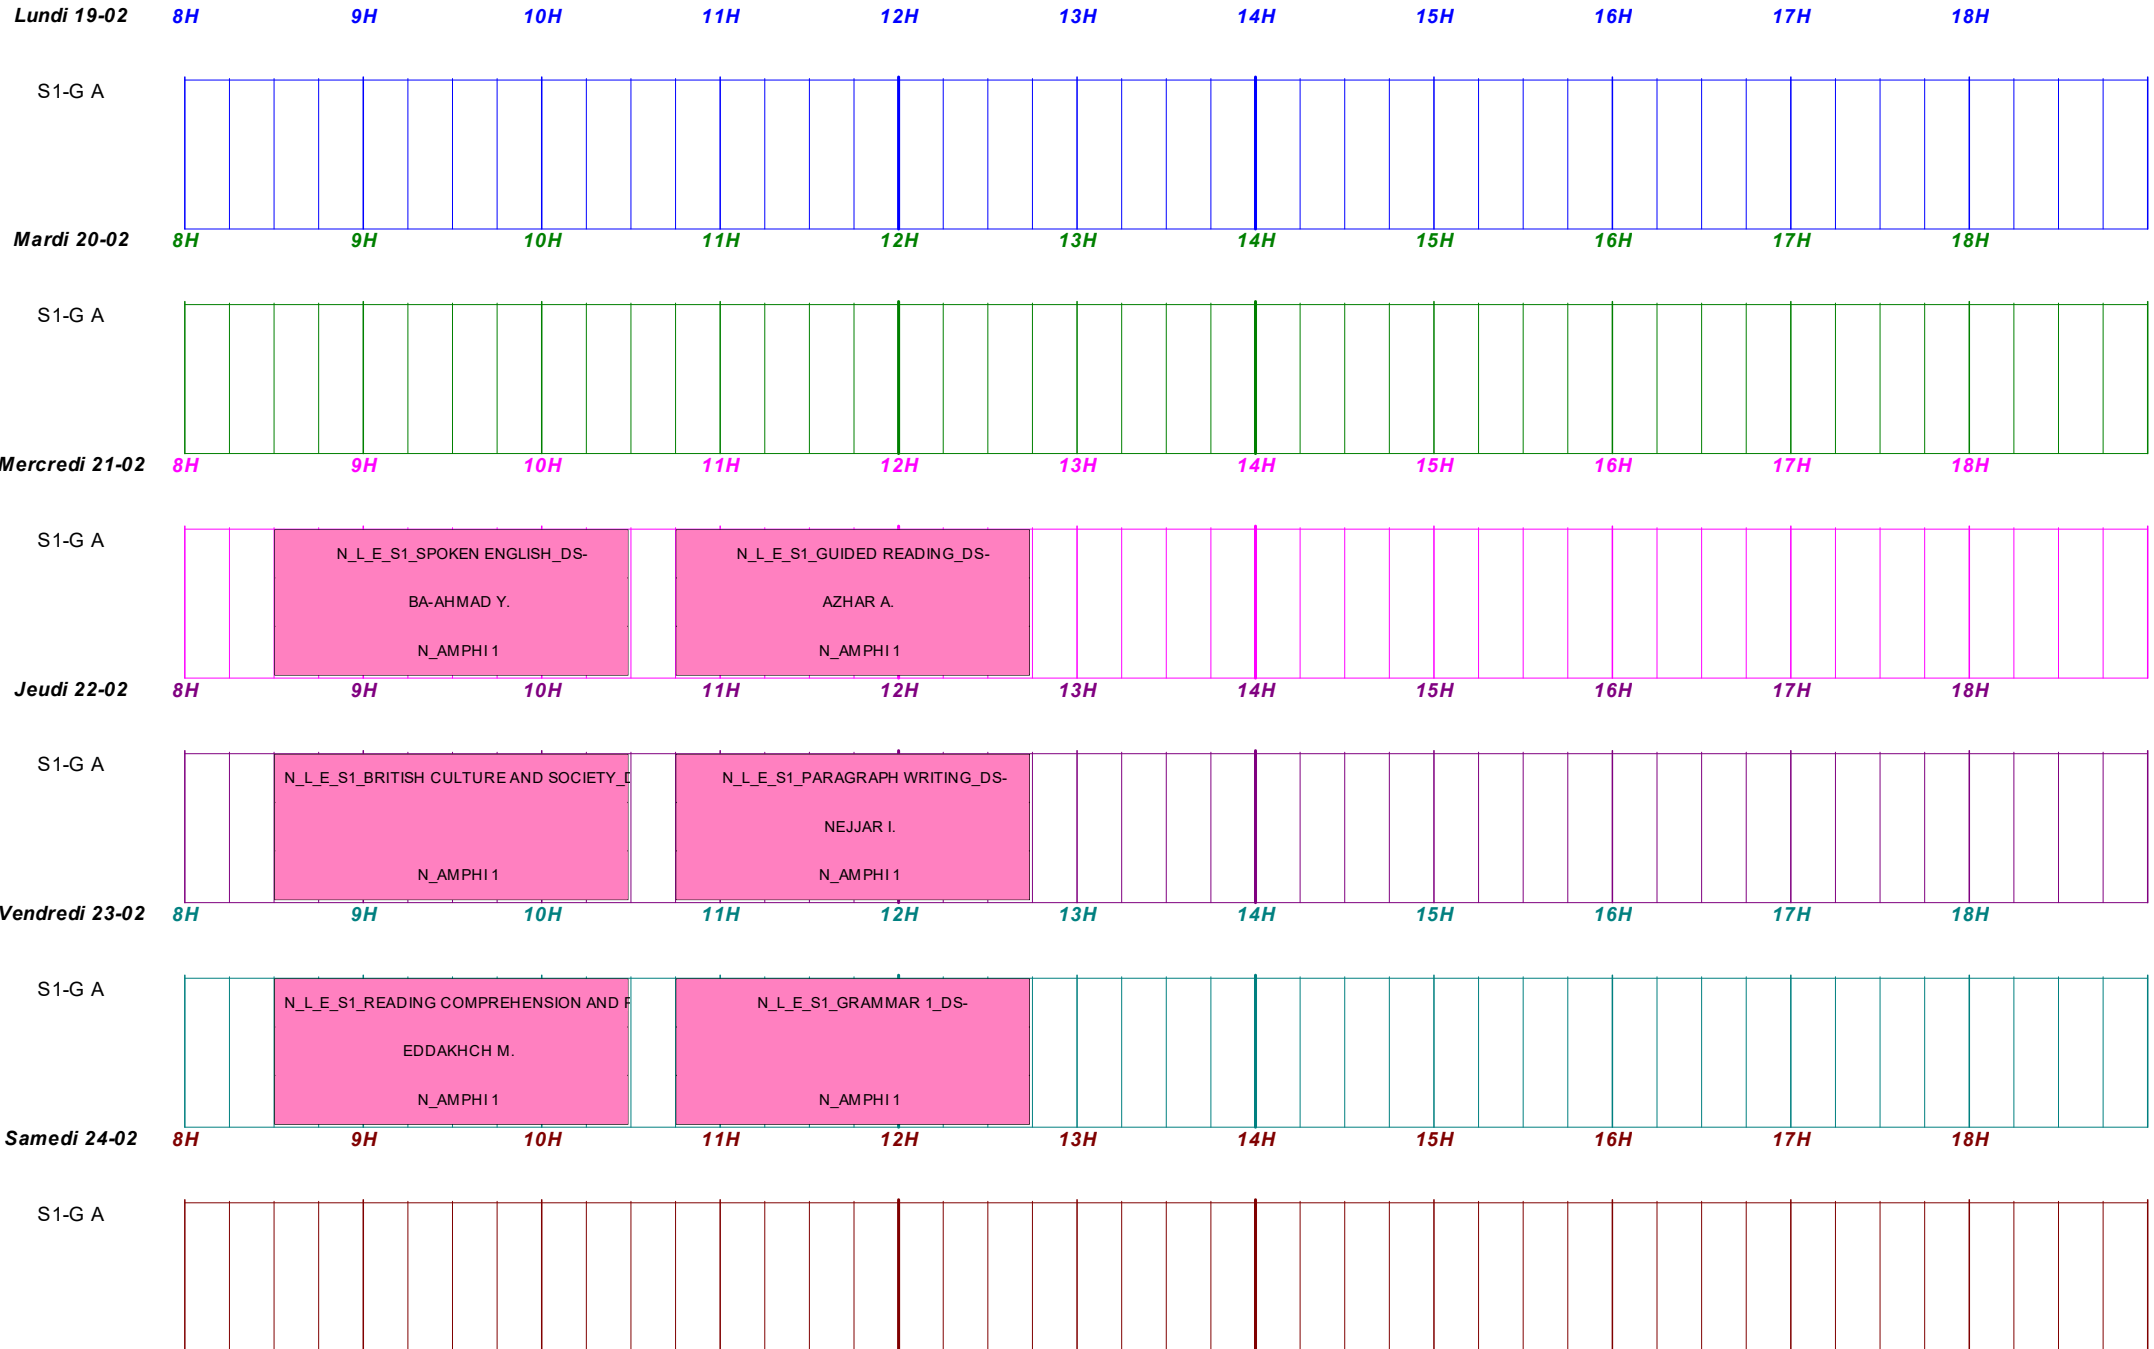 Lundi 19-02 8H 9H 10H 11H 12H 13H 14H 15H 16H 17H 18H
S1-G A
Mardi 20-02 8H 9H 10H 11H 12H 13H 14H 15H 16H 17H 18H
S1-G A
Mercredi 21-02 8H 9H 10H 11H 12H 13H 14H 15H 16H 17H 18H
S1-G A
N_L_E_S1_SPOKEN ENGLISH_DS- N_L_E_S1_GUIDED READING_DS-
BA-AHMAD Y. AZHAR A.
N_AMPHI 1 N_AMPHI 1
Jeudi 22-02 8H 9H 10H 11H 12H 13H 14H 15H 16H 17H 18H
S1-G A
N_L_E_S1_BRITISH CULTURE AND SOCIETY_D N_L_E_S1_PARAGRAPH WRITING_DS-
NEJJAR I.
N_AMPHI 1 N_AMPHI 1
Vendredi 23-02 8H 9H 10H 11H 12H 13H 14H 15H 16H 17H 18H
S1-G A
N_L_E_S1_READING COMPREHENSION AND N_L_E_S1_GRAMMAR 1_DS-
EDDAKHCH M.
N_AMPHI 1 N_AMPHI 1
Samedi 24-02 8H 9H 10H 11H 12H 13H 14H 15H 16H 17H 18H
S1-G A